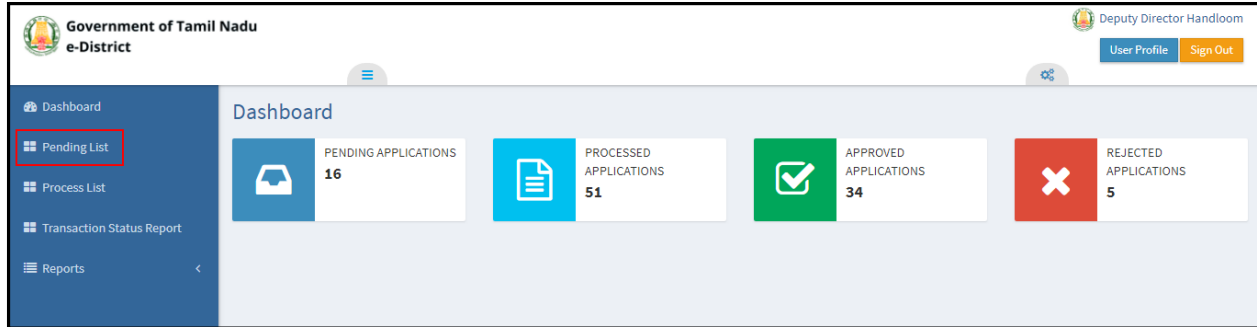 Government of Tamil Nadu
e-District
Deputy Director Handloom
User Profile
Sign Out
Dashboard
Pending List
Process List
Transaction Status Report
Reports
Dashboard
PENDING APPLICATIONS
16
PROCESSED
APPLICATIONS
51
APPROVED
APPLICATIONS
34
REJECTED
APPLICATIONS
5